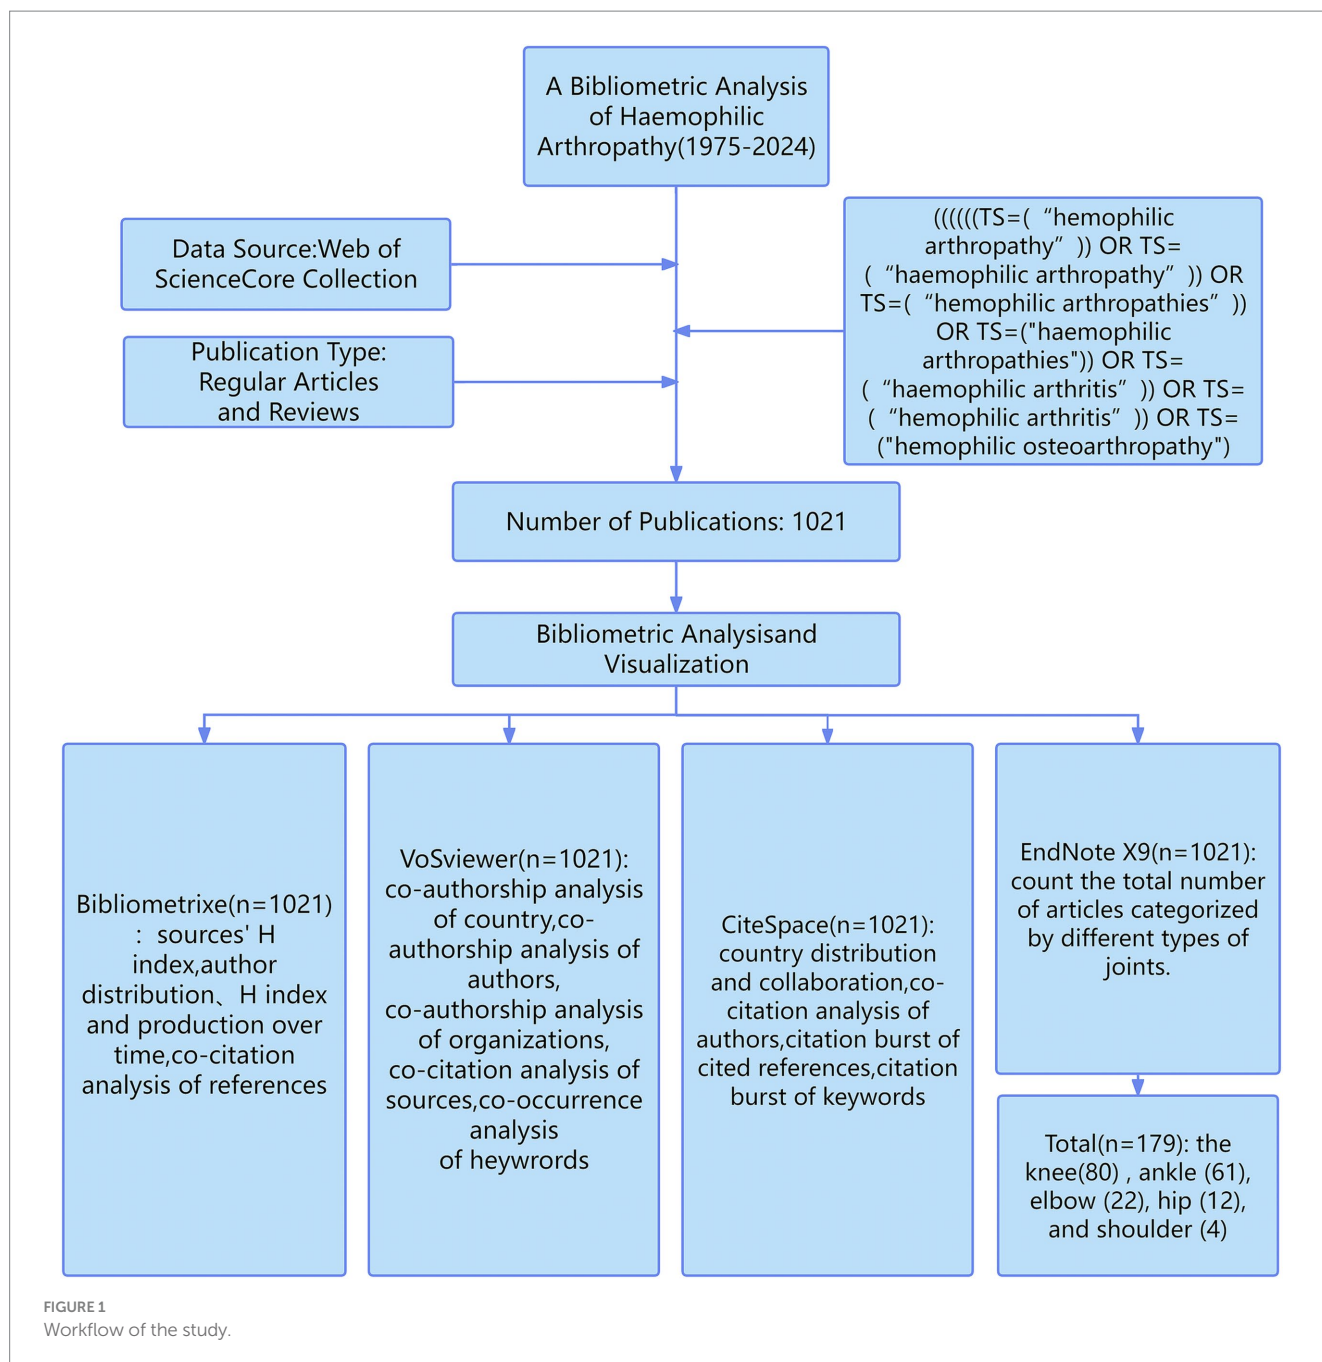 A Bibliometric Analysis
of Haemophilic
Arthropathy(1975-2024)
Data Source:Web of
ScienceCore Collection
Publication Type:
Regular Articles
and Reviews
((((((TS=( “hemophilic
arthropathy” )) OR TS=
( “haemophilic arthropathy” )) OR
TS=( “hemophilic arthropathies” ))
OR TS=("haemophilic
arthropathies")) OR TS=
( “haemophilic arthritis” )) OR TS=
( “hemophilic arthritis” )) OR TS=
("hemophilic osteoarthropathy")
Number of Publications: 1021
Bibliometric Analysisand
Visualization
Bibliometrixe(n=1021)
: sources' H
index,author
distribution、H index
and production over
time,co-citation
analysis of references
VoSviewer(n=1021):
co-authorship analysis
of country,co-
authorship analysis of
authors,
co-authorship analysis
of organizations,
co-citation analysis of
sources,co-occurrence
analysis
of heywrords
CiteSpace(n=1021):
country distribution
and collaboration,co-
citation analysis of
authors,citation burst of
cited references,citation
burst of keywords
EndNote X9(n=1021):
count the total number
of articles categorized
by different types of
joints.
Total(n=179): the
knee(80) , ankle (61),
elbow (22), hip (12),
and shoulder (4)
FIGURE 1
Workflow of the study.